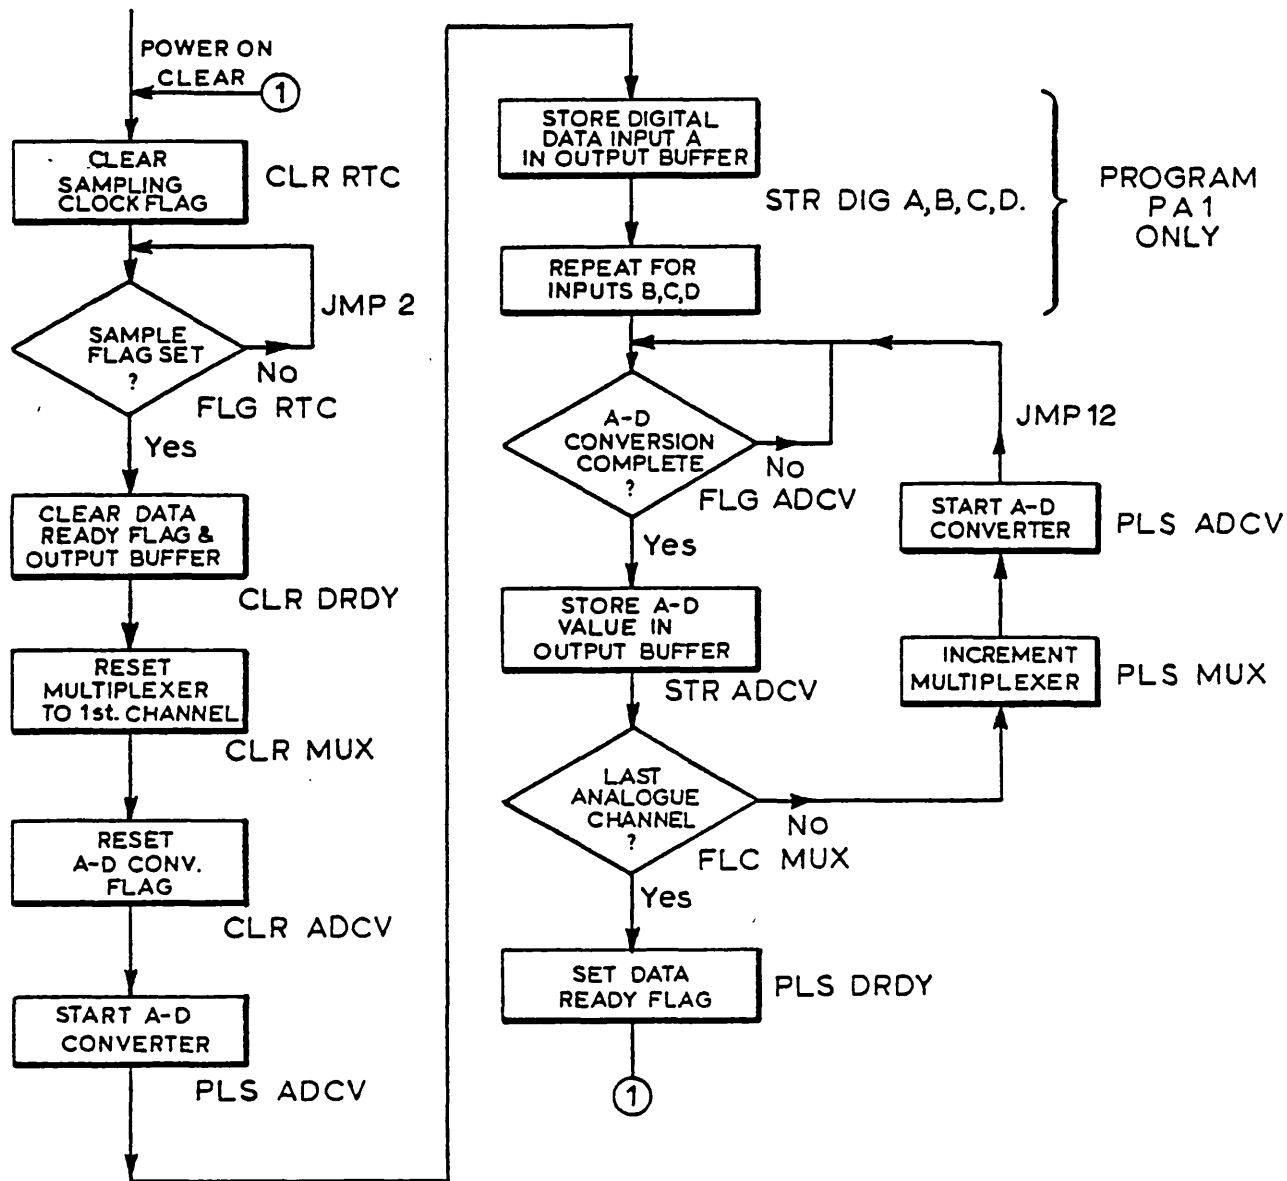 POWER ON
CLEAR
1
CLEAR
SAMPLING
CLOCK FLAG
CLR RTC
JMP 2
SAMPLE
FLAG SET
?
No
FLG RTC
Yes
CLEAR DATA
READY FLAG &
OUTPUT BUFFER
CLR DRDY
RESET
MULTIPLEXER
TO 1st. CHANNEL
CLR MUX
RESET
A-D CONV.
FLAG
CLR ADCV
START A-D
CONVERTER
PLS ADCV
STORE DIGITAL
DATA INPUT A
IN OUTPUT BUFFER
STR DIG A,B,C,D.
PROGRAM
PA1
ONLY
REPEAT FOR
INPUTS B,C,D
A-D
CONVERSION
COMPLETE
?
No
FLG ADCV
Yes
JMP 12
START A-D
CONVERTER
PLS ADCV
STORE A-D
VALUE IN
OUTPUT BUFFER
STR ADCV
INCREMENT
MULTIPLEXER
PLS MUX
LAST
ANALOGUE
CHANNEL
?
No
FLC MUX
Yes
SET DATA
READY FLAG
PLS DRDY
1